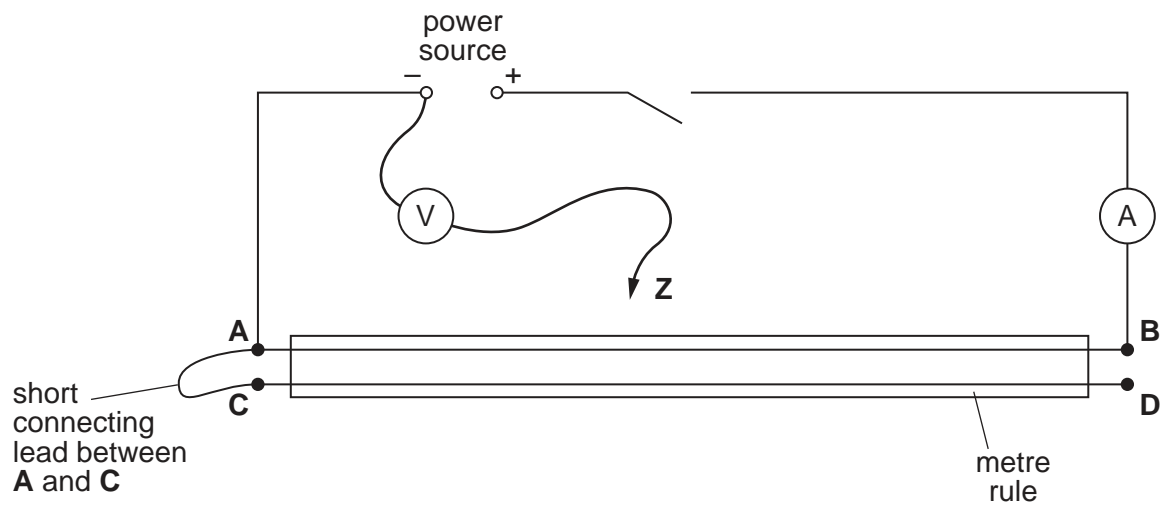 power
source
– +
V
A
Z
A
B
short
connecting
lead between
A and C
C
D
metre
rule